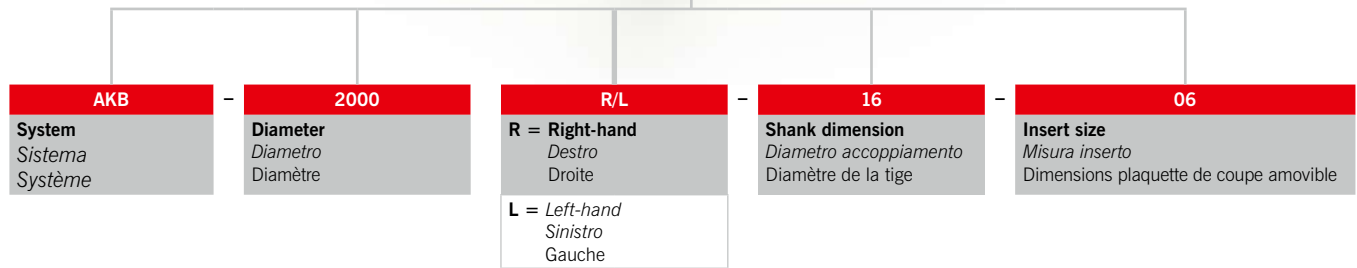 AKB – 2000 R/L – 16 – 06
System
Sistema
Système
Diameter
Diametro
Diamètre
R = Right-hand
Destro
Droite
L = Left-hand
Sinistro
Gauche
Shank dimension
Diametro accoppiamento
Diamètre de la tige
Insert size
Misura inserto
Dimensions plaquette de coupe amovible